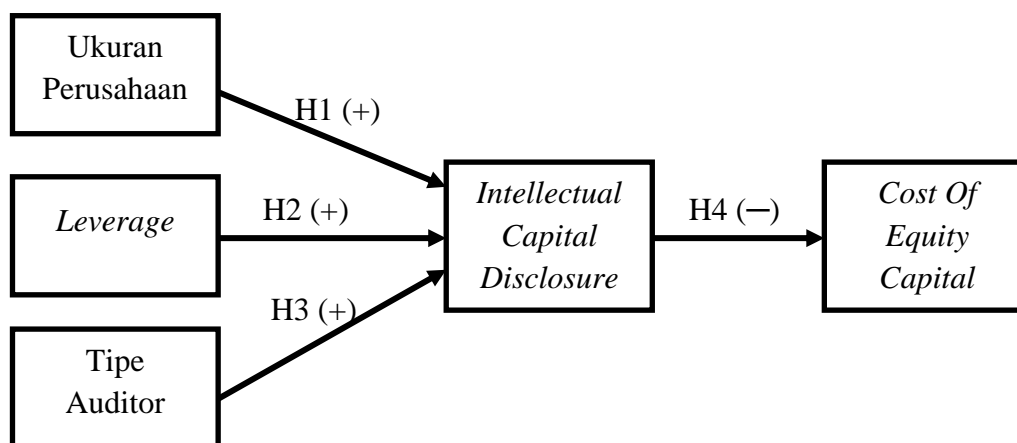 Ukuran
Perusahaan
H1 (+)
Leverage
H2 (+)
Intellectual
Capital
Disclosure
H4 (─)
Cost Of
Equity
Capital
H3 (+)
Tipe
Auditor